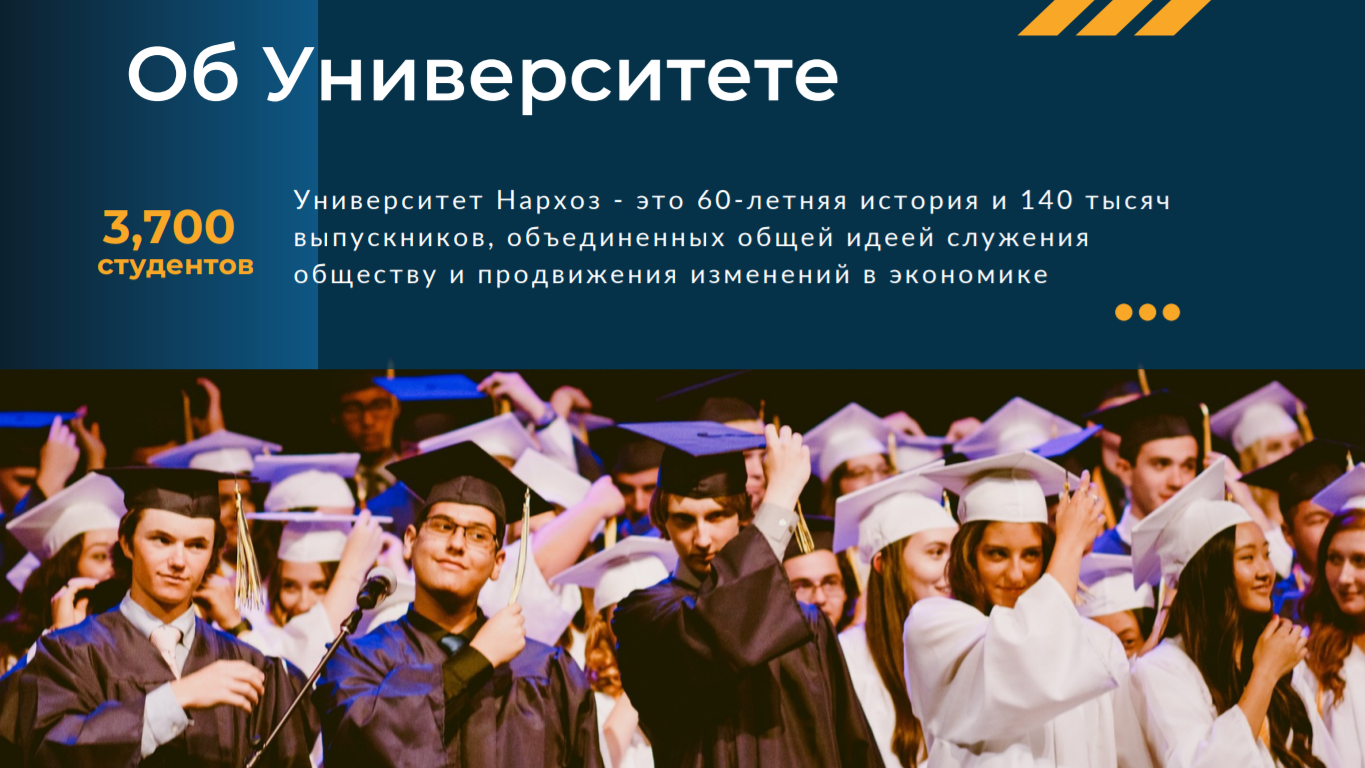 Об Университете
3,700
студентов
Университет Нархоз - это 60-летняя история и 140 тысяч
выпускников, объединенных общей идеей служения
обществу и продвижения изменений в экономике